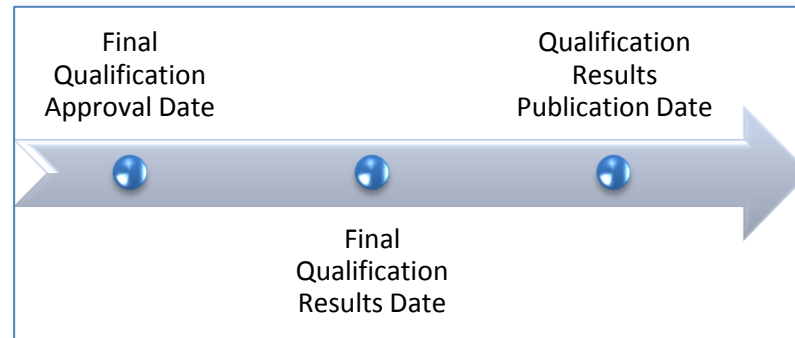 Final
Qualification
Approval Date
Qualification
Results
Publication Date
Final
Qualification
Results Date